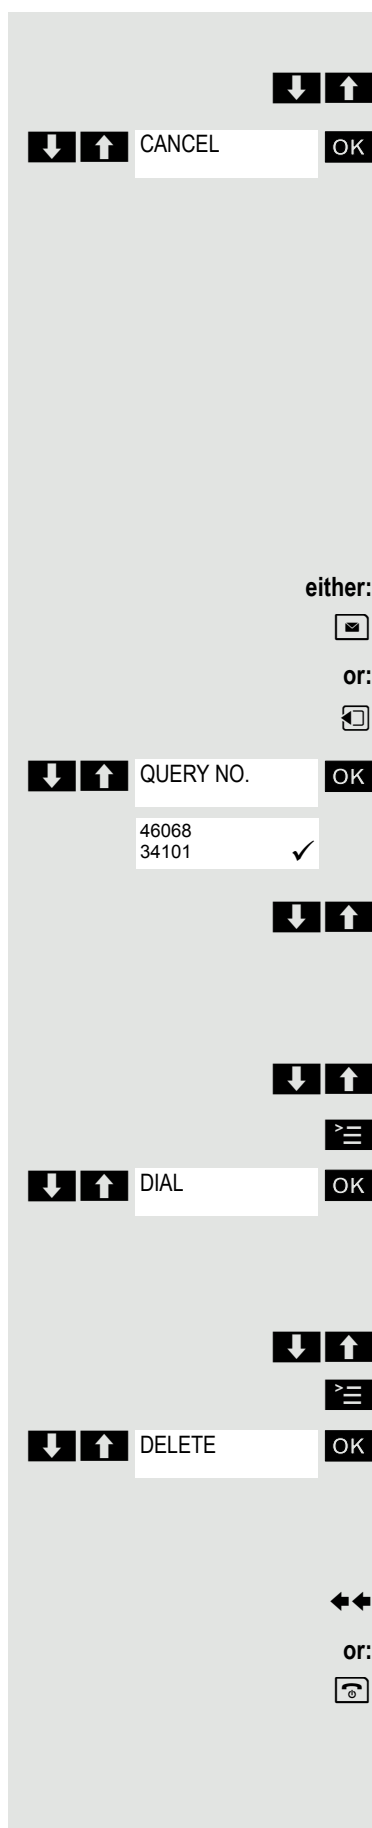 CANCEL OK
either:
or:
QUERY NO. OK
46068
34101
DIAL OK
DELETE OK
or: